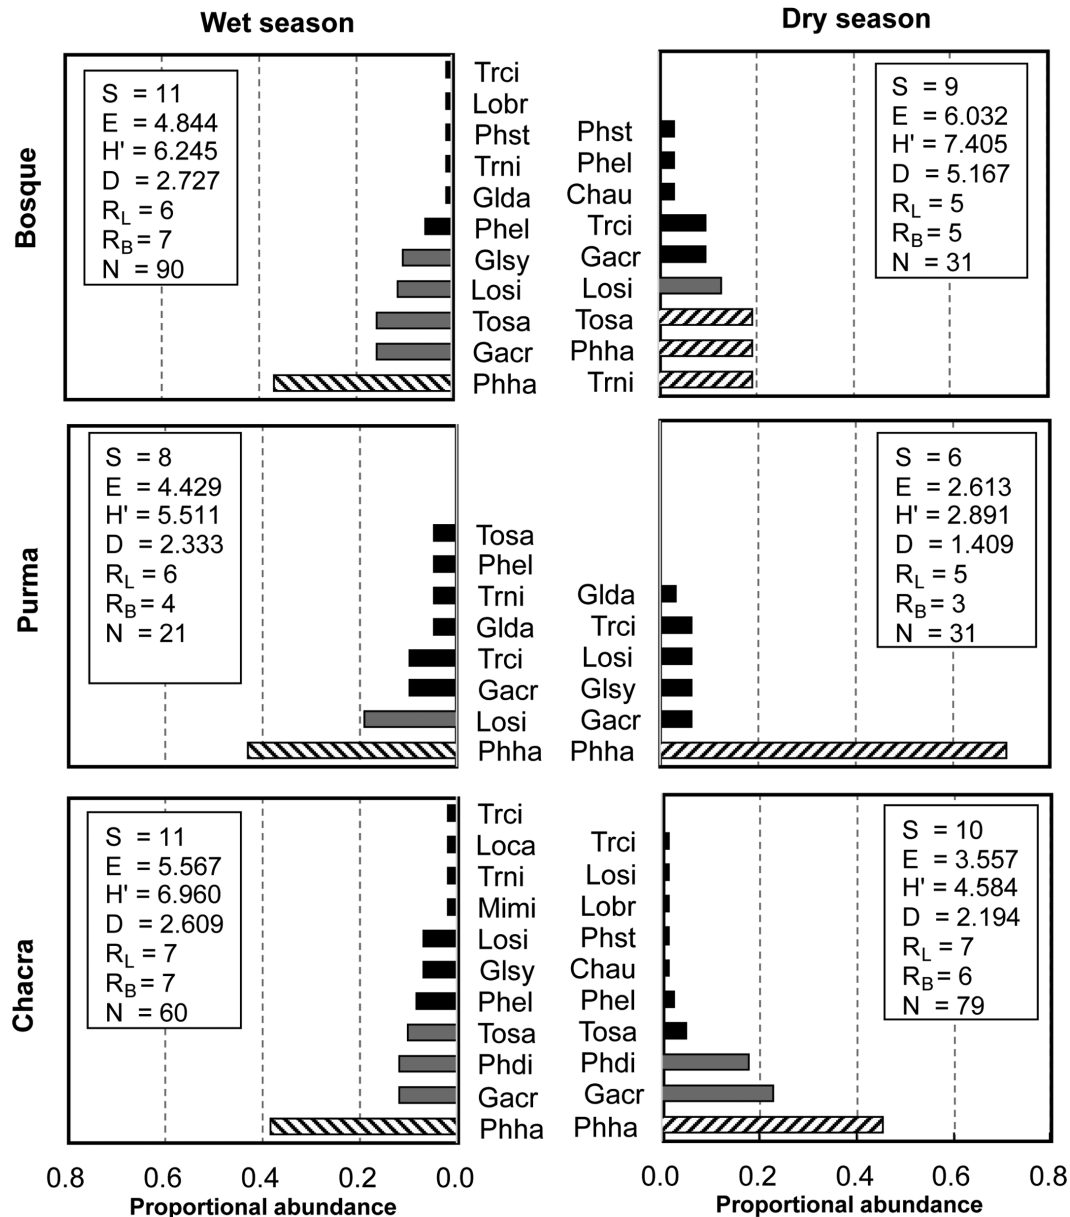 Wet season
Dry season
Bosque
S = 11
E = 4.844
H' = 6.245
D = 2.727
RL = 6
RB = 7
N = 90
Trci
Lobr
Phst
Trni
Glda
Phel
Glsy
Losi
Tosa
Gacr
Phha
Phst
Phel
Chau
Trci
Gacr
Losi
Tosa
Phha
Trni
S = 9
E = 6.032
H' = 7.405
D = 5.167
RL = 5
RB = 5
N = 31
Purma
S = 8
E = 4.429
H' = 5.511
D = 2.333
RL = 6
RB = 4
N = 21
Tosa
Phel
Trni
Glda
Trci
Gacr
Losi
Phha
Glda
Trci
Losi
Glsy
Gacr
Phha
S = 6
E = 2.613
H' = 2.891
D = 1.409
RL = 5
RB = 3
N = 31
Chacra
S = 11
E = 5.567
H' = 6.960
D = 2.609
RL = 7
RB = 7
N = 60
Trci
Loca
Trni
Mimi
Losi
Glsy
Phel
Tosa
Phdi
Gacr
Phha
Trci
Losi
Lobr
Phst
Chau
Phel
Tosa
Phdi
Gacr
Phha
S = 10
E = 3.557
H' = 4.584
D = 2.194
RL = 7
RB = 6
N = 79
0.8 0.6 0.4 0.2 0.0
0.0 0.2 0.4 0.6 0.8
Proportional abundance
Proportional abundance